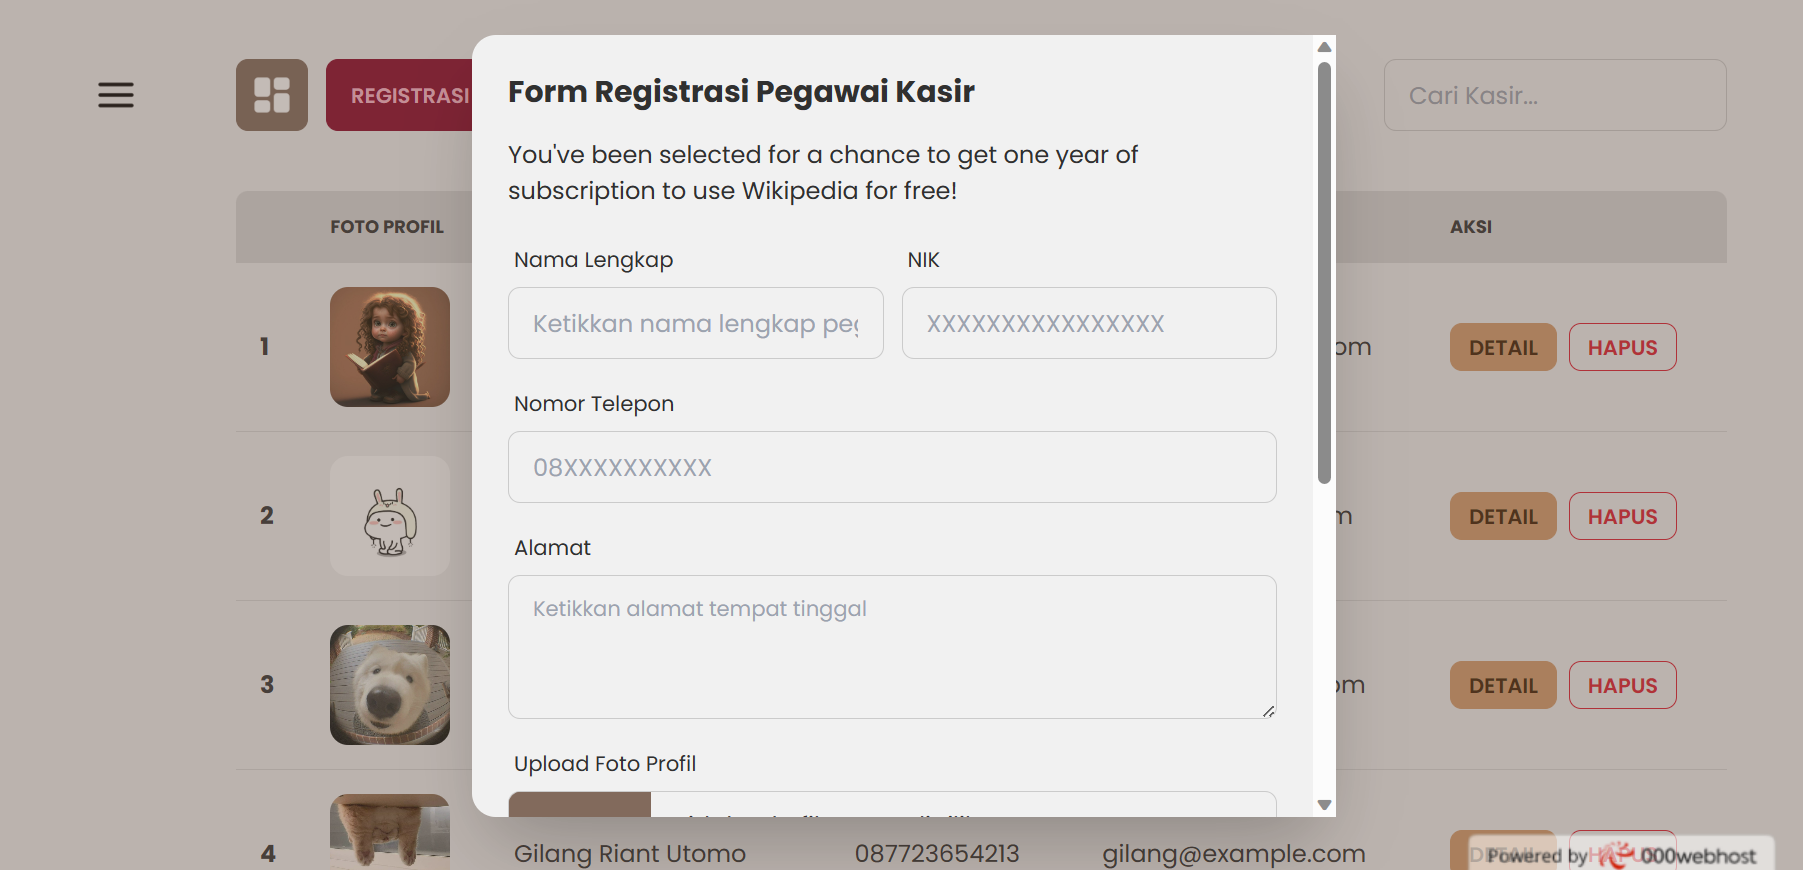 REGISTRASI
Cari Kasir...
Form Registrasi Pegawai Kasir
You've been selected for a chance to get one year of
subscription to use Wikipedia for free!
FOTO PROFIL
AKSI
Nama Lengkap
NIK
Ketikkan nama lengkap peg
XXXXXXXXXXXXXXXX
1
om
DETAIL
HAPUS
Nomor Telepon
08XXXXXXXXXX
2
m
DETAIL
HAPUS
Alamat
Ketikkan alamat tempat tinggal
3
om
DETAIL
HAPUS
Upload Foto Profil
4
Gilang Riant Utomo
087723654213
gilang@example.com
DETAIL
HAPUS
Powered by 000webhost